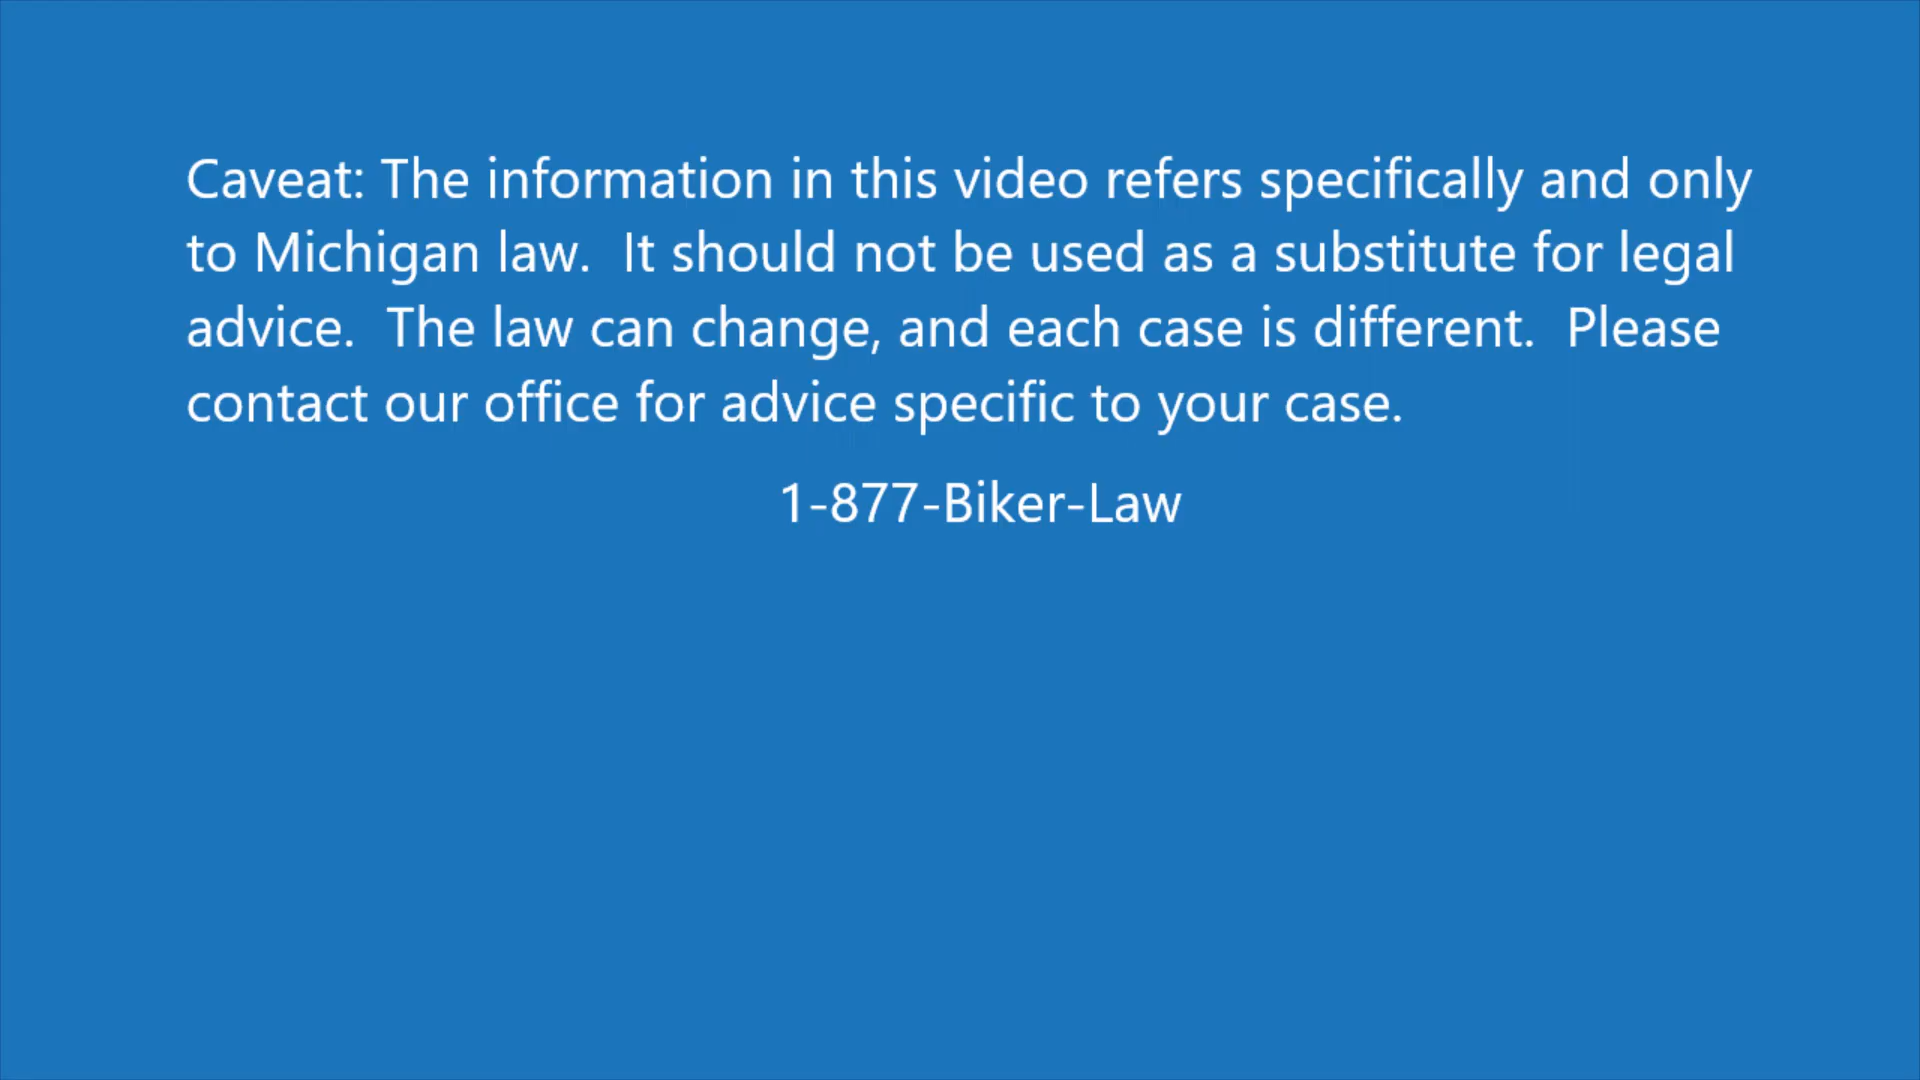 Caveat: The information in this video refers specifically and only
to Michigan law.  It should not be used as a substitute for legal
advice.  The law can change, and each case is different.  Please
contact our office for advice specific to your case.
1-877-Biker-Law